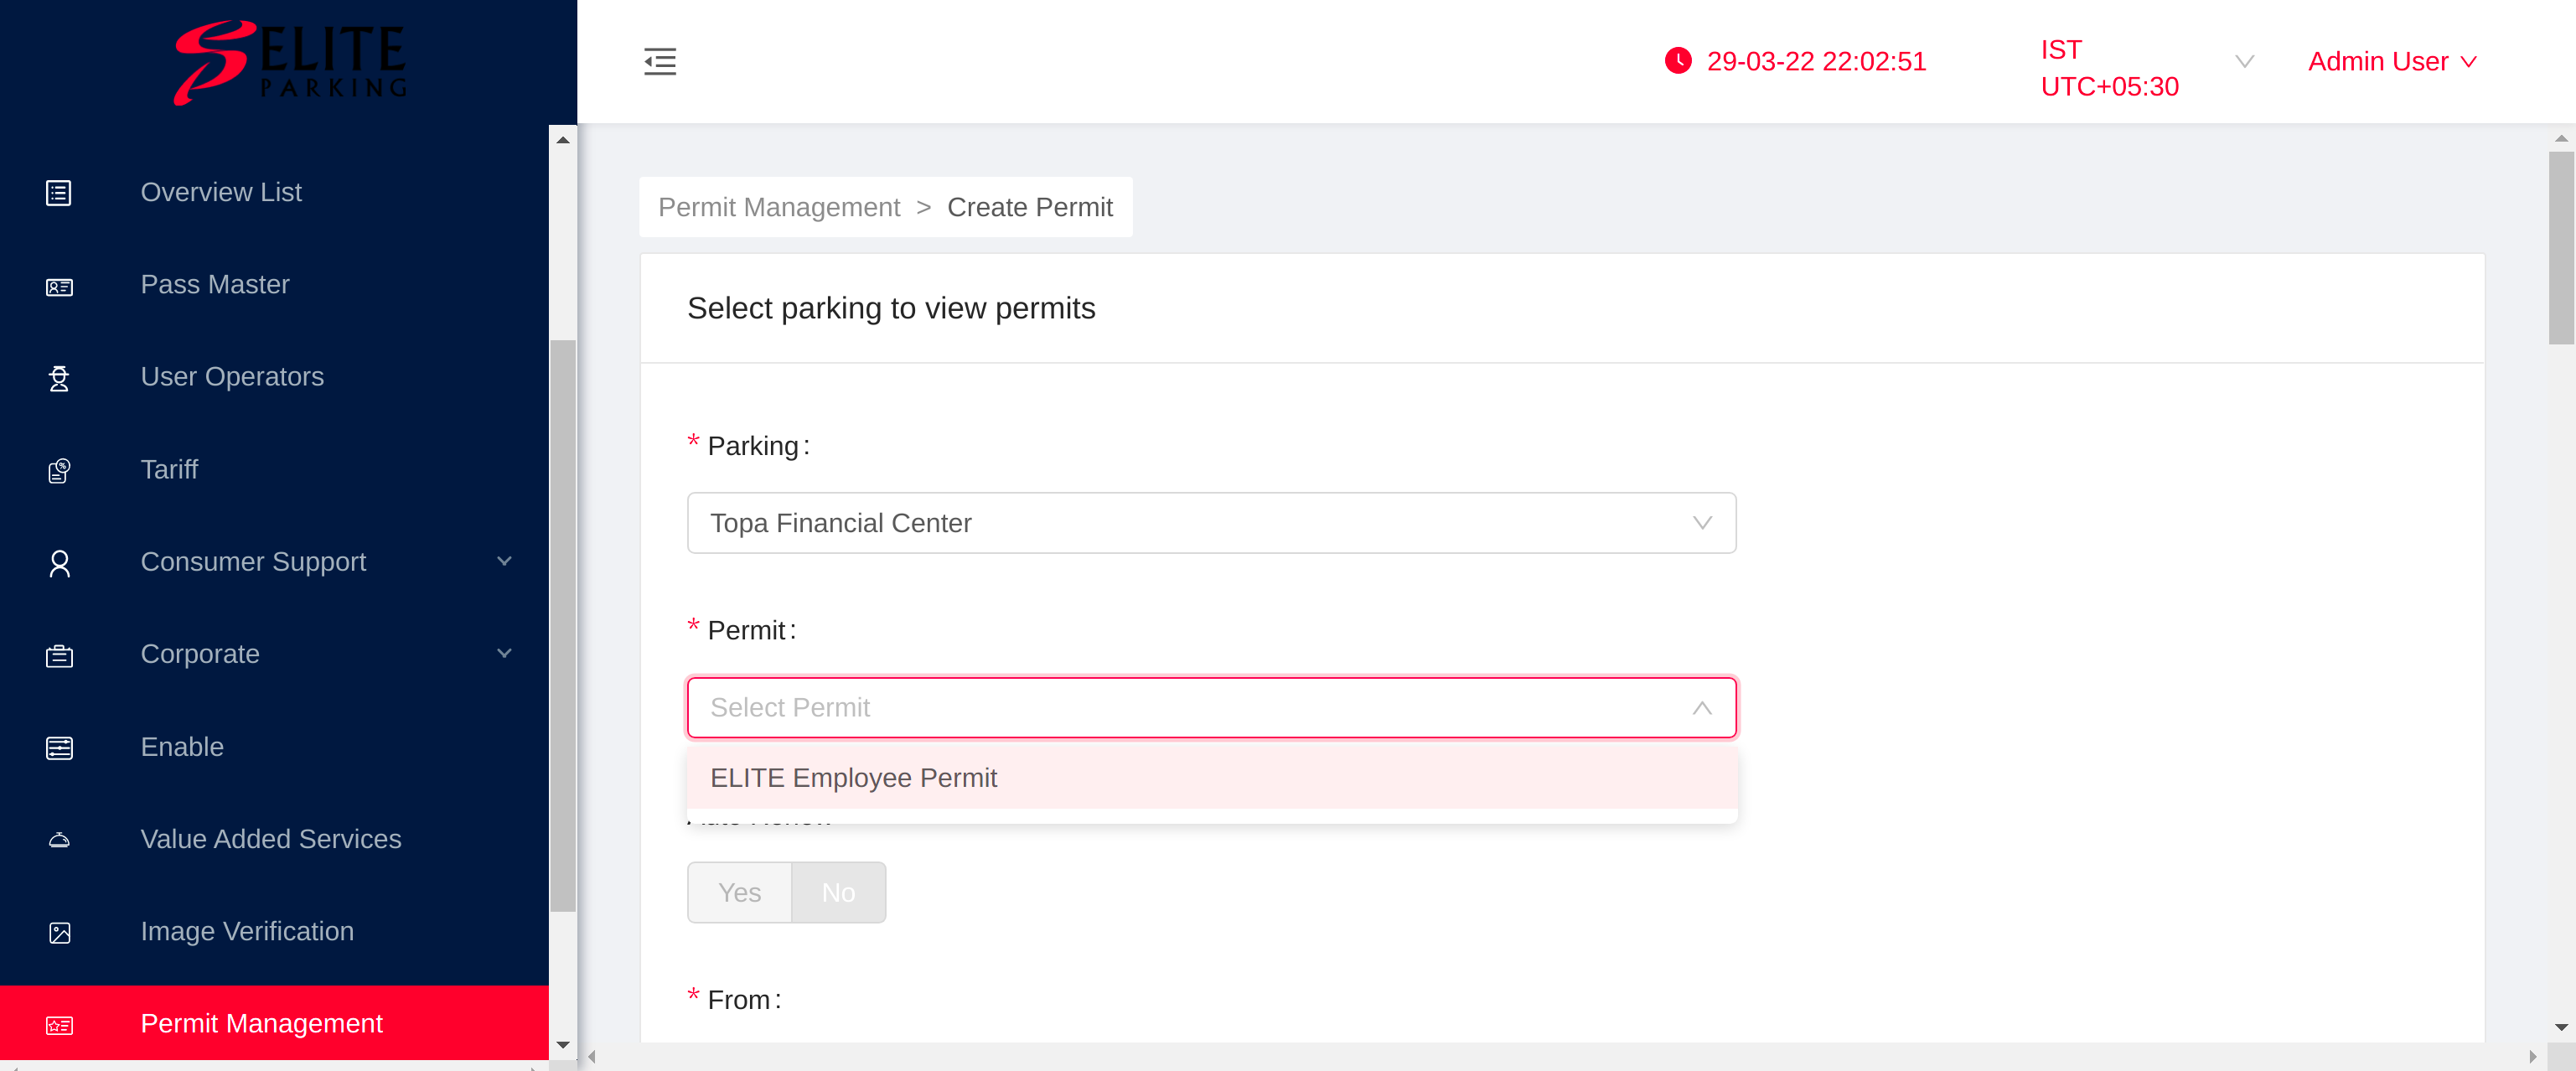 ELITE
PARKING
29-03-22 22:02:51
IST
UTC+05:30
Admin User
Overview List
Pass Master
User Operators
Tariff
Consumer Support
Corporate
Enable
Value Added Services
Image Verification
Permit Management
Permit Management > Create Permit
Select parking to view permits
* Parking :
Topa Financial Center
* Permit :
Select Permit
ELITE Employee Permit
Yes No
* From :